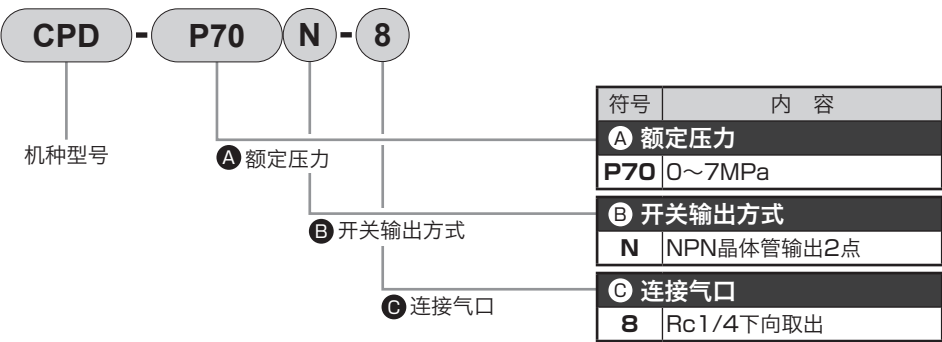 CPD - P70 N - 8
机种型号
A 额定压力
B 开关输出方式
C 连接气口
符号 内 容
A 额定压力
P70 0～7MPa
B 开关输出方式
N NPN晶体管输出2点
C 连接气口
8 Rc1/4下向取出